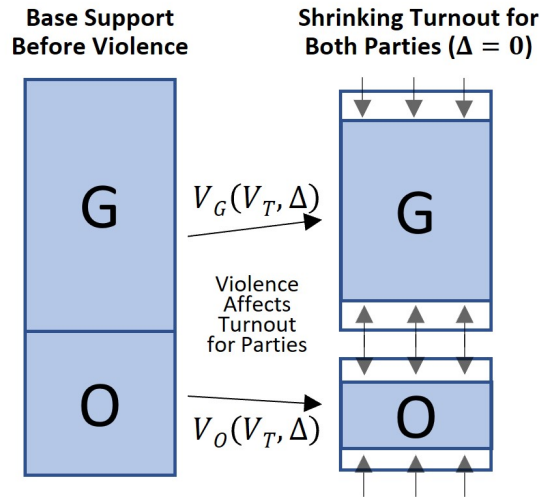 Base Support
Before Violence
Shrinking Turnout for
Both Parties (Δ = 0)
G
V_G(V_T, Δ)
G
Violence
Affects
Turnout
for Parties
O
V_O(V_T, Δ)
O